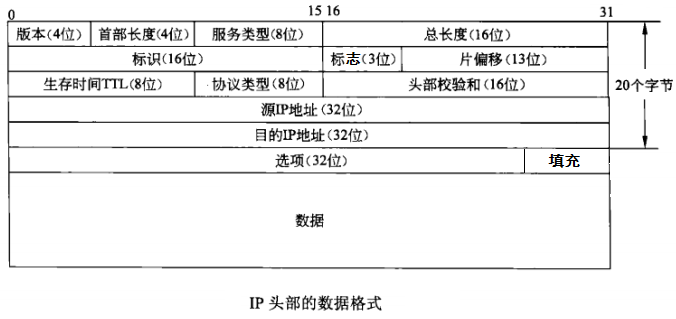 0 15 16 31
版本(4位) 首部长度(4位) 服务类型(8位) 总长度(16位)
标识(16位) 标志(3位) 片偏移(13位)
生存时间TTL(8位) 协议类型(8位) 头部校验和(16位) 20个字节
源IP地址(32位)
目的IP地址(32位)
选项(32位) 填充
数据
IP 头部的数据格式